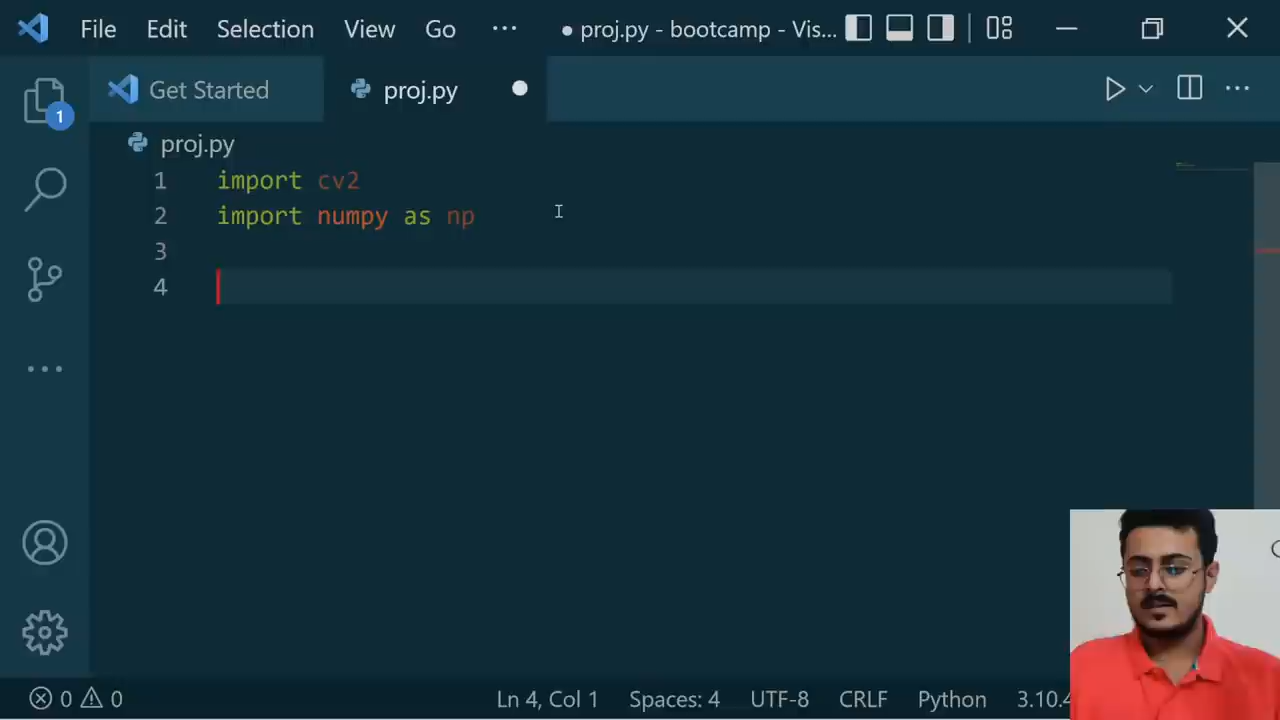 File Edit Selection View Go ··· ● proj.py - bootcamp - Vis...
Get Started proj.py
proj.py
1 import cv2
2 import numpy as np
3
4
1
0 0 Ln 4, Col 1 Spaces: 4 UTF-8 CRLF Python 3.10.4